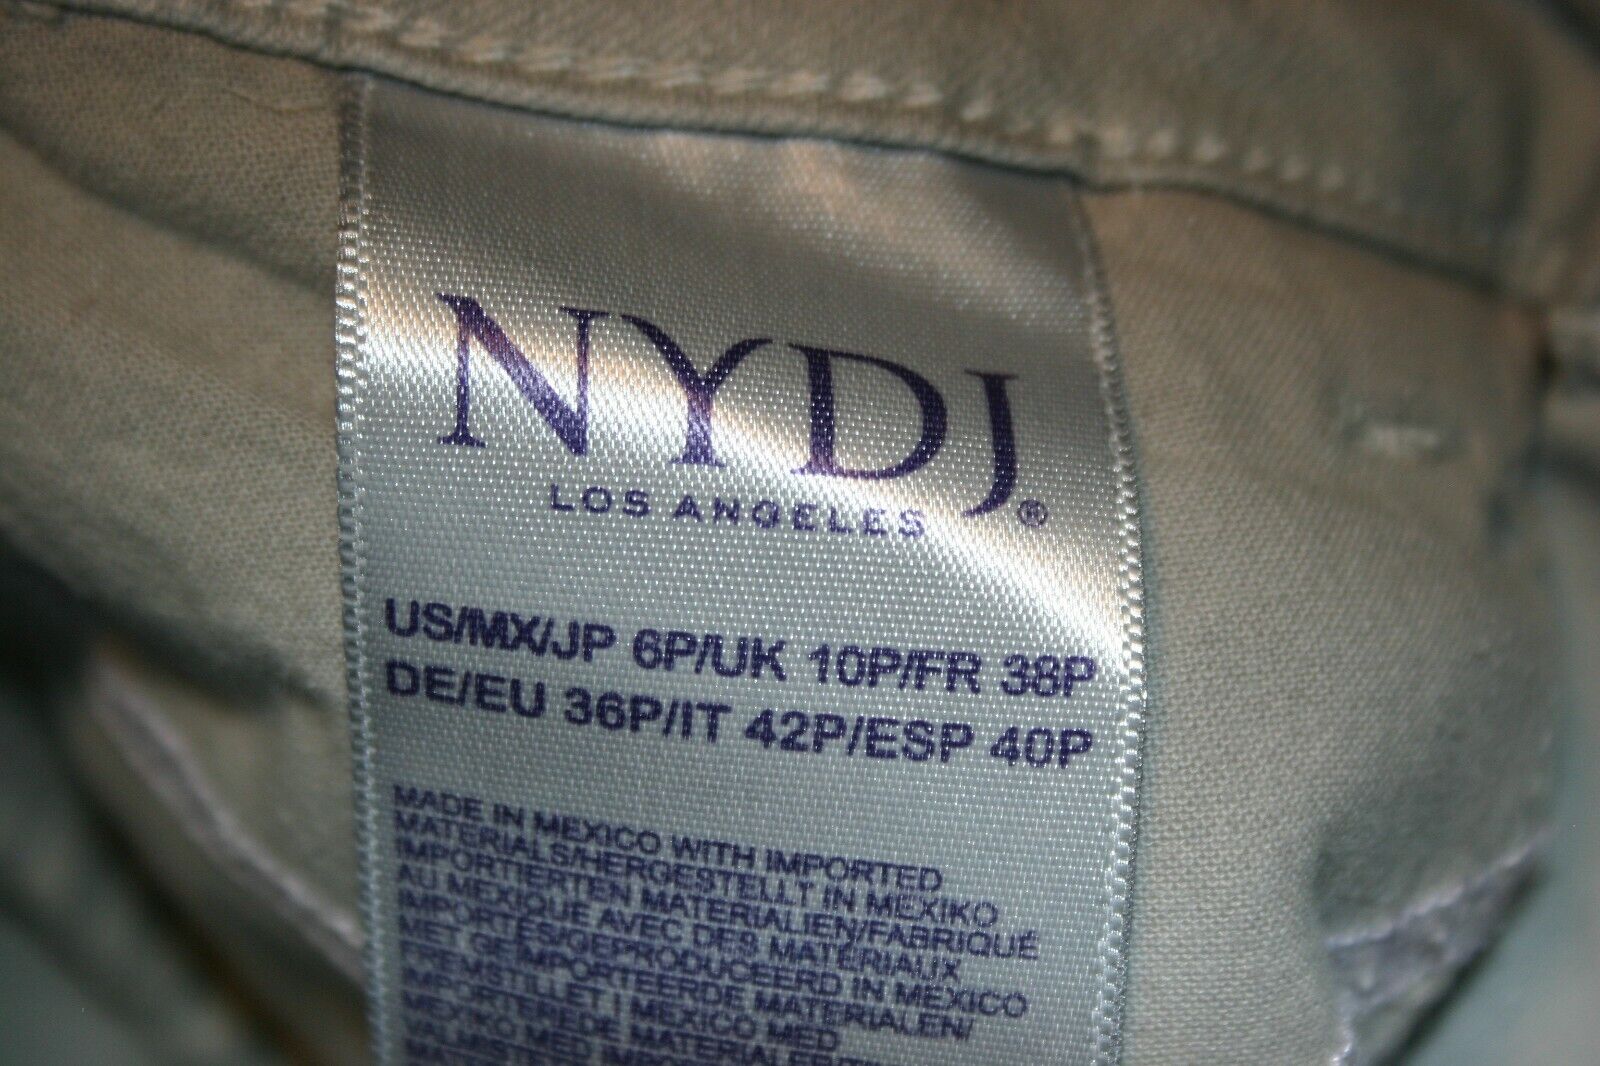 NYDJ®
LOS ANGELES
US/MX/JP 6P/UK 10P/FR 38P
DE/EU 36P/IT 42P/ESP 40P
MADE IN MEXICO WITH IMPORTED
MATERIALS/HERGESTELLT IN MEXIKO
IMPORTIERTEN MATERIALIEN/FABRIQUÉ
AU MEXIQUE AVEC DES MATÉRIAUX
IMPORTÉS/GEPRODUCEERD IN MEXICO
MET GEÏMPORTEERDE MATERIALEN/
FREMSTILLET I MEXICO MED
IMPORTEREDE MATERIALER/
MEXIKO MED